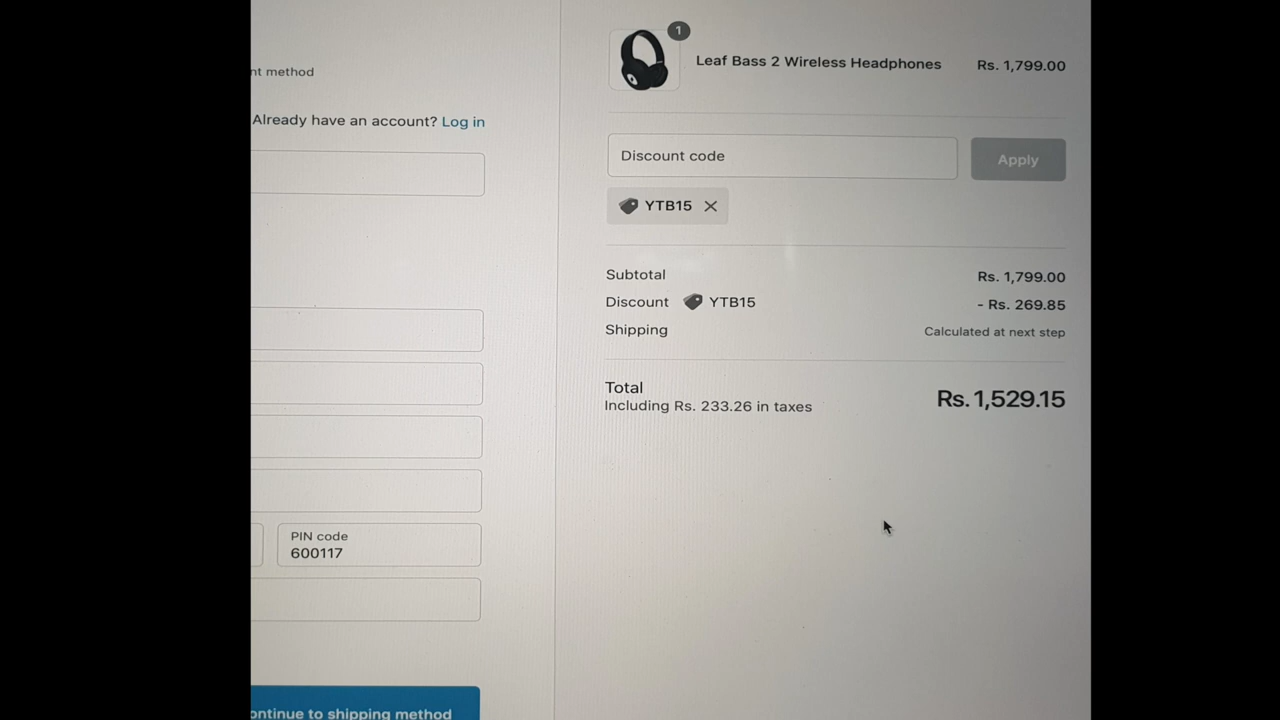 nt method
Already have an account? Log in
PIN code
600117
ontinue to shipping method
1
Leaf Bass 2 Wireless Headphones Rs. 1,799.00
Discount code Apply
YTB15
Subtotal Rs. 1,799.00
Discount YTB15 - Rs. 269.85
Shipping Calculated at next step
Total
Including Rs. 233.26 in taxes Rs. 1,529.15